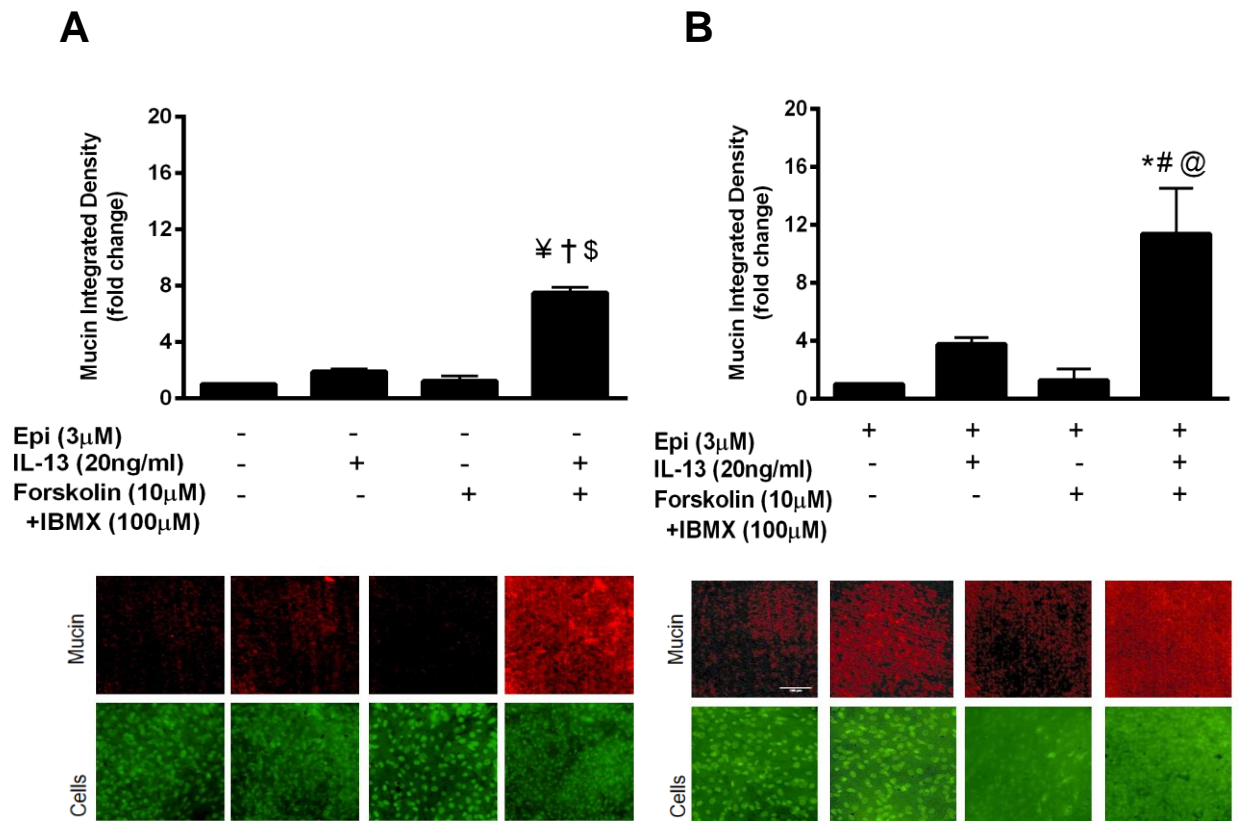 A
20
16
12
8
4
0
Mucin Integrated Density
(fold change)
¥ † $
Epi (3μM) - - - -
IL-13 (20ng/ml) - + - +
Forskolin (10μM) - - + +
+IBMX (100μM)
Mucin
Cells
B
20
16
12
8
4
0
Mucin Integrated Density
(fold change)
*# @
Epi (3μM) + + + +
IL-13 (20ng/ml) - + - +
Forskolin (10μM) - - + +
+IBMX (100μM)
Mucin
Cells